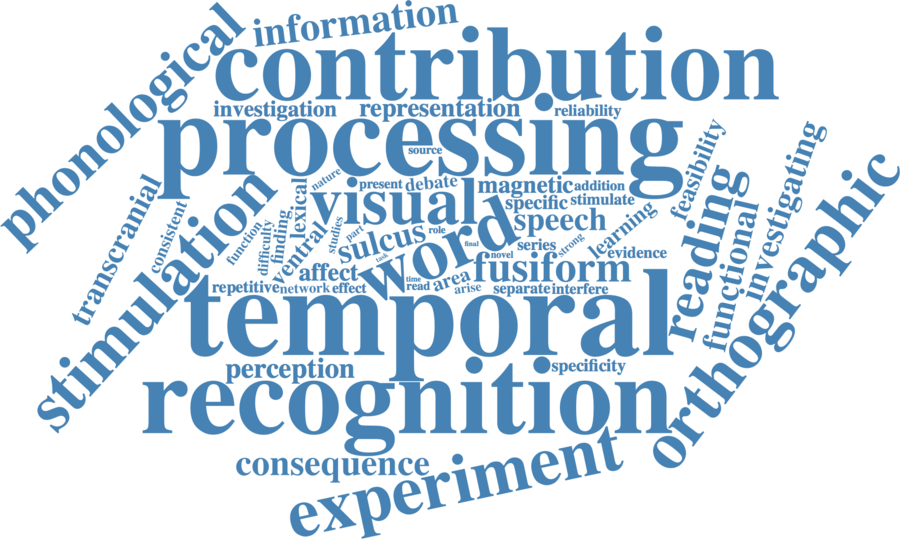 information
phonological
contribution
investigation
representation
reliability
processing
source
nature
present
debate
magnetic
addition
feasibility
investigating
transcranial
consistent
stimulation
lexical
visual
specific
stimulate
reading
function
difficulty
finding
ventral
studies
part
sulcus
role
word
speech
learning
functional
orthographic
task
final
series
strong
novel
evidence
affect
fusiform
repetitive
network
effect
time
read
area
arise
separate
interfere
temporal
perception
specificity
recognition
consequence
experiment